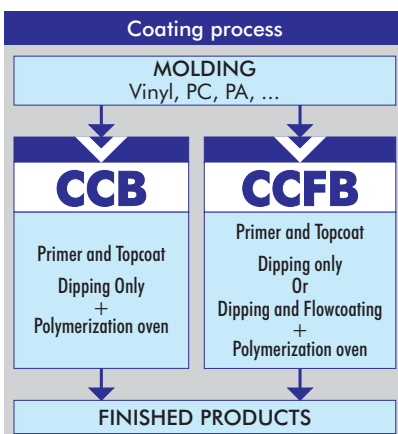 Coating process
MOLDING
Vinyl, PC, PA, ...
CCB
Primer and Topcoat
Dipping Only
+
Polymerization oven
CCFB
Primer and Topcoat
Dipping only
Or
Dipping and Flowcoating
+
Polymerization oven
FINISHED PRODUCTS